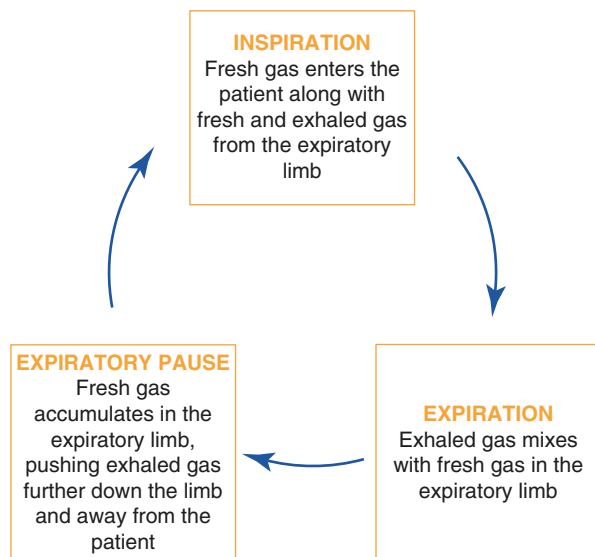 INSPIRATION
Fresh gas enters the
patient along with
fresh and exhaled gas
from the expiratory
limb
EXPIRATION
Exhaled gas mixes
with fresh gas in the
expiratory limb
EXPIRATORY PAUSE
Fresh gas
accumulates in the
expiratory limb,
pushing exhaled gas
further down the limb
and away from the
patient